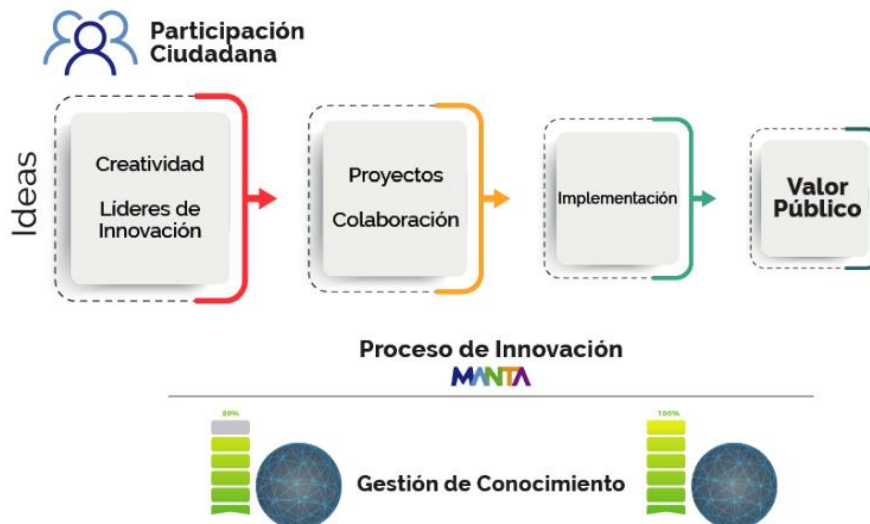 Participación
Ciudadana
Ideas
Creatividad
Líderes de
Innovación
Proyectos
Colaboración
Implementación
Valor
Público
Proceso de Innovación
MANTA
80%
100%
Gestión de Conocimiento